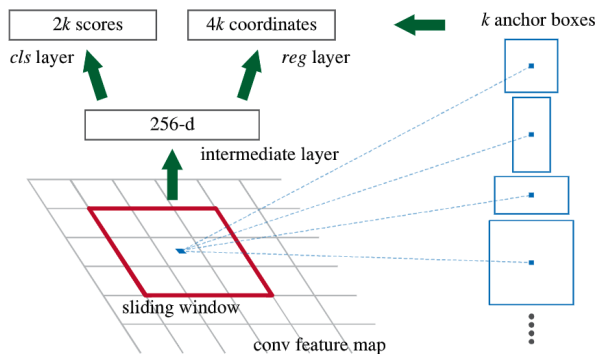 2k scores
4k coordinates
k anchor boxes
cls layer
reg layer
256-d
intermediate layer
sliding window
conv feature map